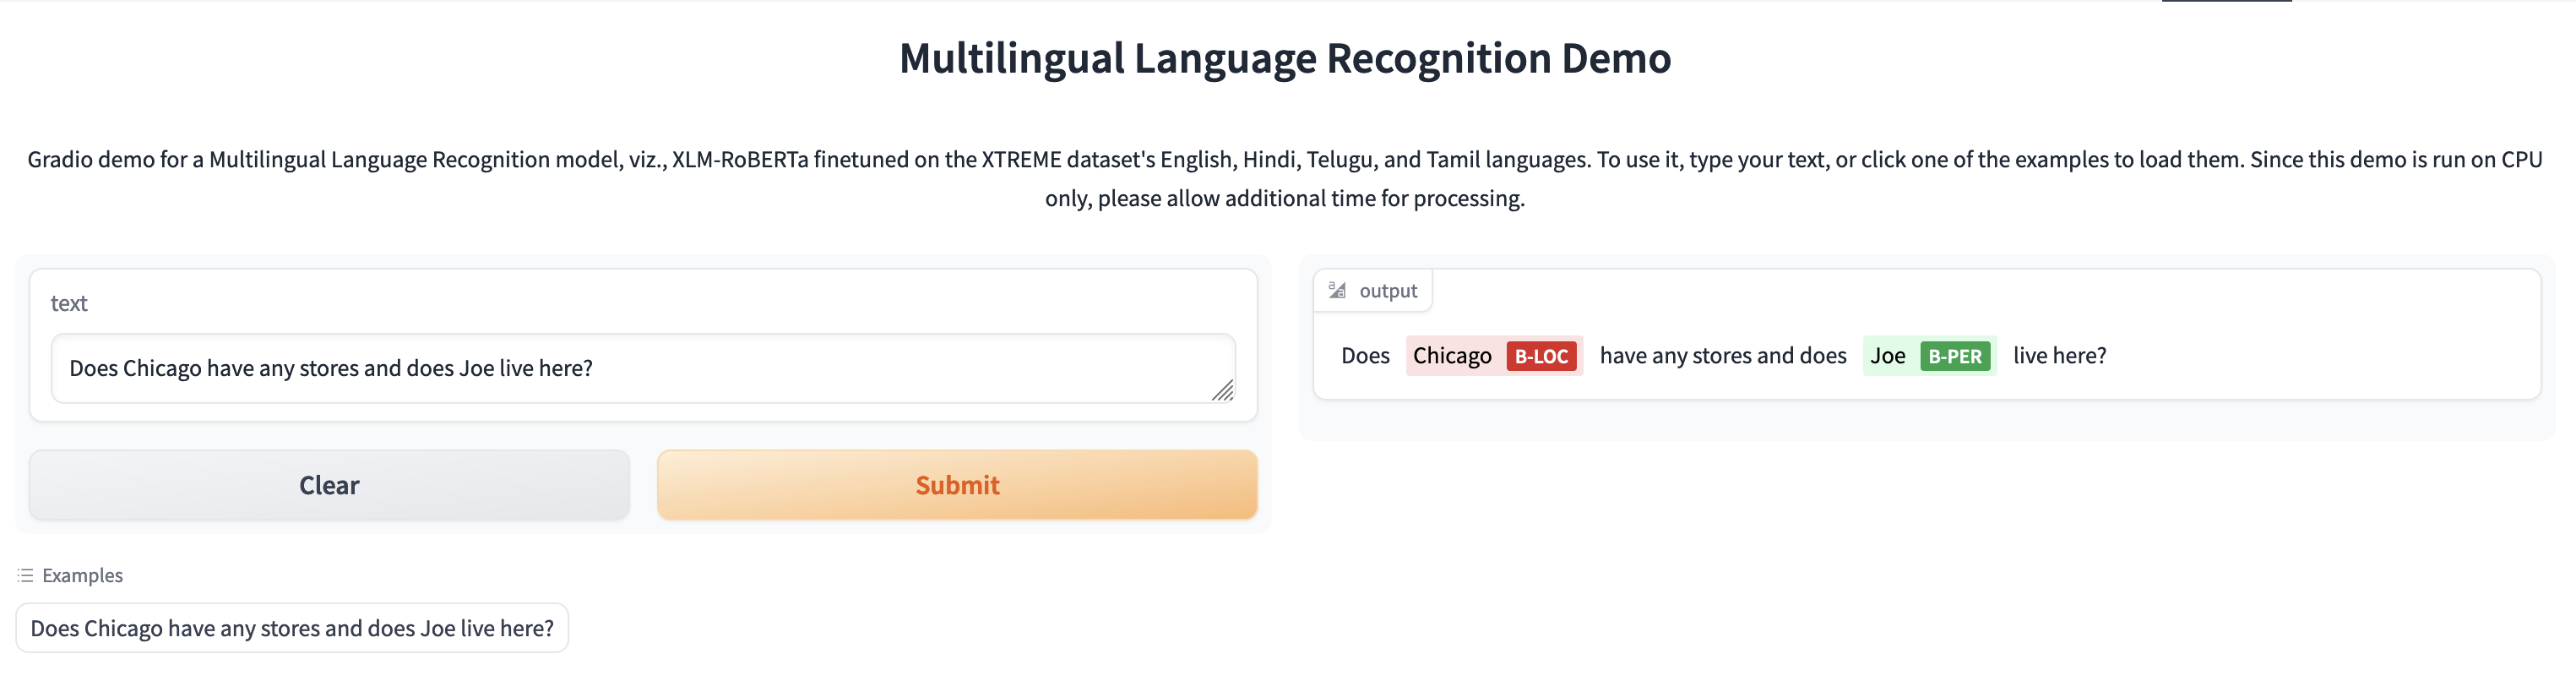 Multilingual Language Recognition Demo
Gradio demo for a Multilingual Language Recognition model, viz., XLM-RoBERTa finetuned on the XTREME dataset's English, Hindi, Telugu, and Tamil languages. To use it, type your text, or click one of the examples to load them. Since this demo is run on CPU
only, please allow additional time for processing.
text
Does Chicago have any stores and does Joe live here?
Clear
Submit
output
Does Chicago B-LOC have any stores and does Joe B-PER live here?
Examples
Does Chicago have any stores and does Joe live here?